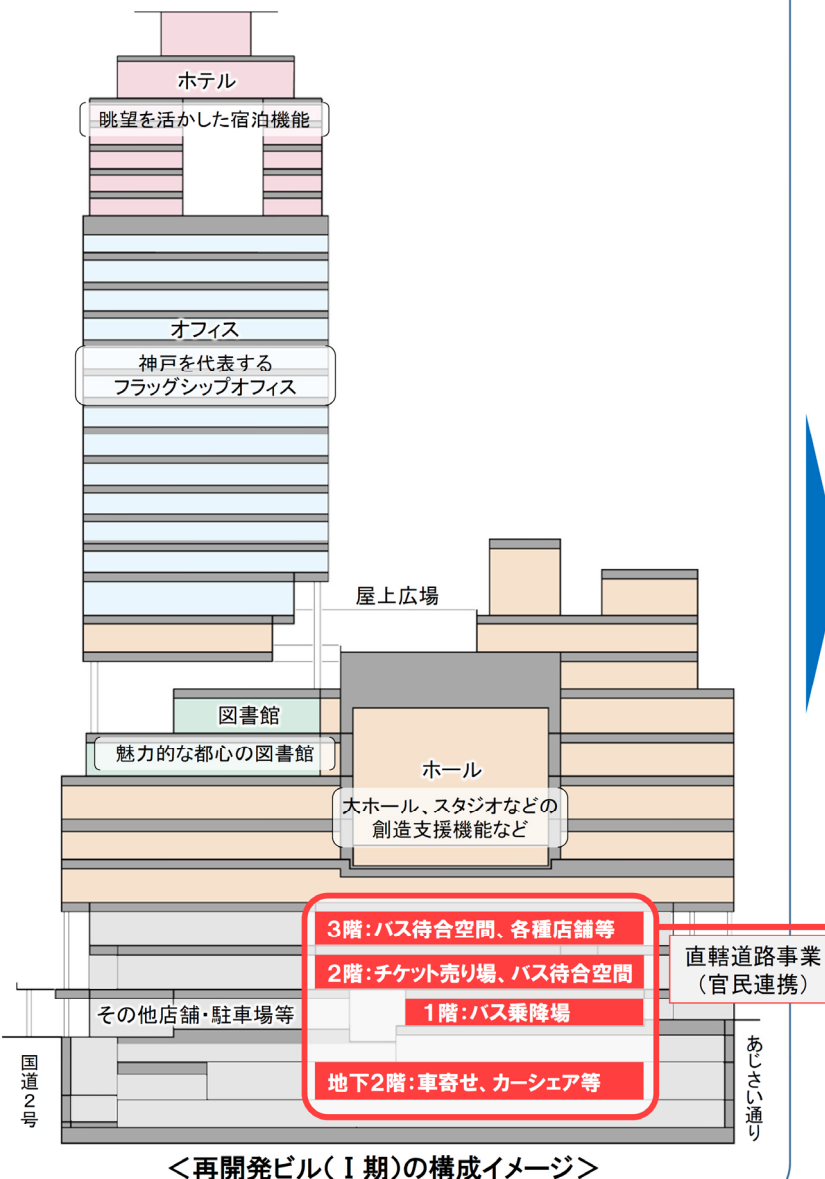 ホテル
眺望を活かした宿泊機能
オフィス
神戸を代表する
フラッグシップオフィス
屋上広場
図書館
魅力的な都心の図書館
ホール
大ホール、スタジオなどの
創造支援機能など
3階:バス待合空間、各種店舗等
2階:チケット売り場、バス待合空間
直轄道路事業
(官民連携)
その他店舗・駐車場等
1階:バス乗降場
地下2階:車寄せ、カーシェア等
国道2号
あじさい通り
<再開発ビル(Ⅰ期)の構成イメージ>